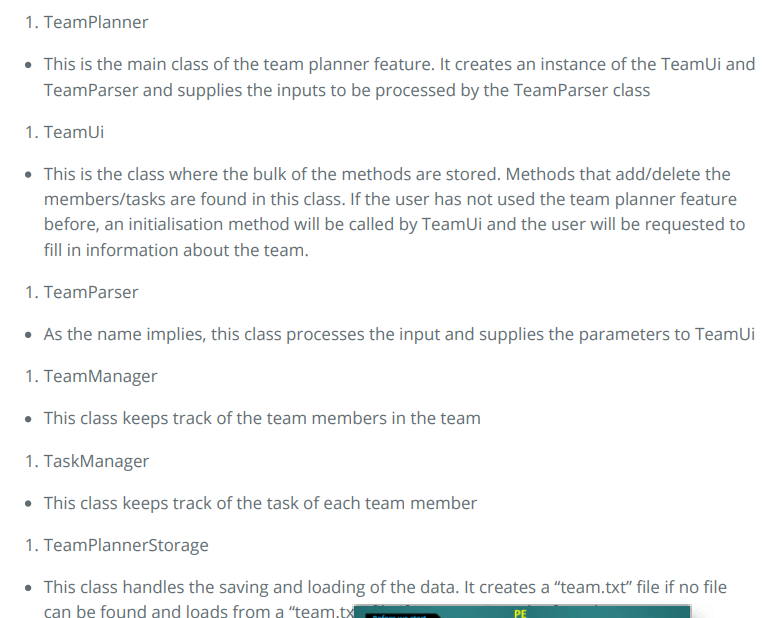 1. TeamPlanner
• This is the main class of the team planner feature. It creates an instance of the TeamUi and
TeamParser and supplies the inputs to be processed by the TeamParser class
1. TeamUi
• This is the class where the bulk of the methods are stored. Methods that add/delete the
members/tasks are found in this class. If the user has not used the team planner feature
before, an initialisation method will be called by TeamUi and the user will be requested to
fill in information about the team.
1. TeamParser
• As the name implies, this class processes the input and supplies the parameters to TeamUi
1. TeamManager
• This class keeps track of the team members in the team
1. TaskManager
• This class keeps track of the task of each team member
1. TeamPlannerStorage
• This class handles the saving and loading of the data. It creates a “team.txt” file if no file
can be found and loads from a “team.tx
PE